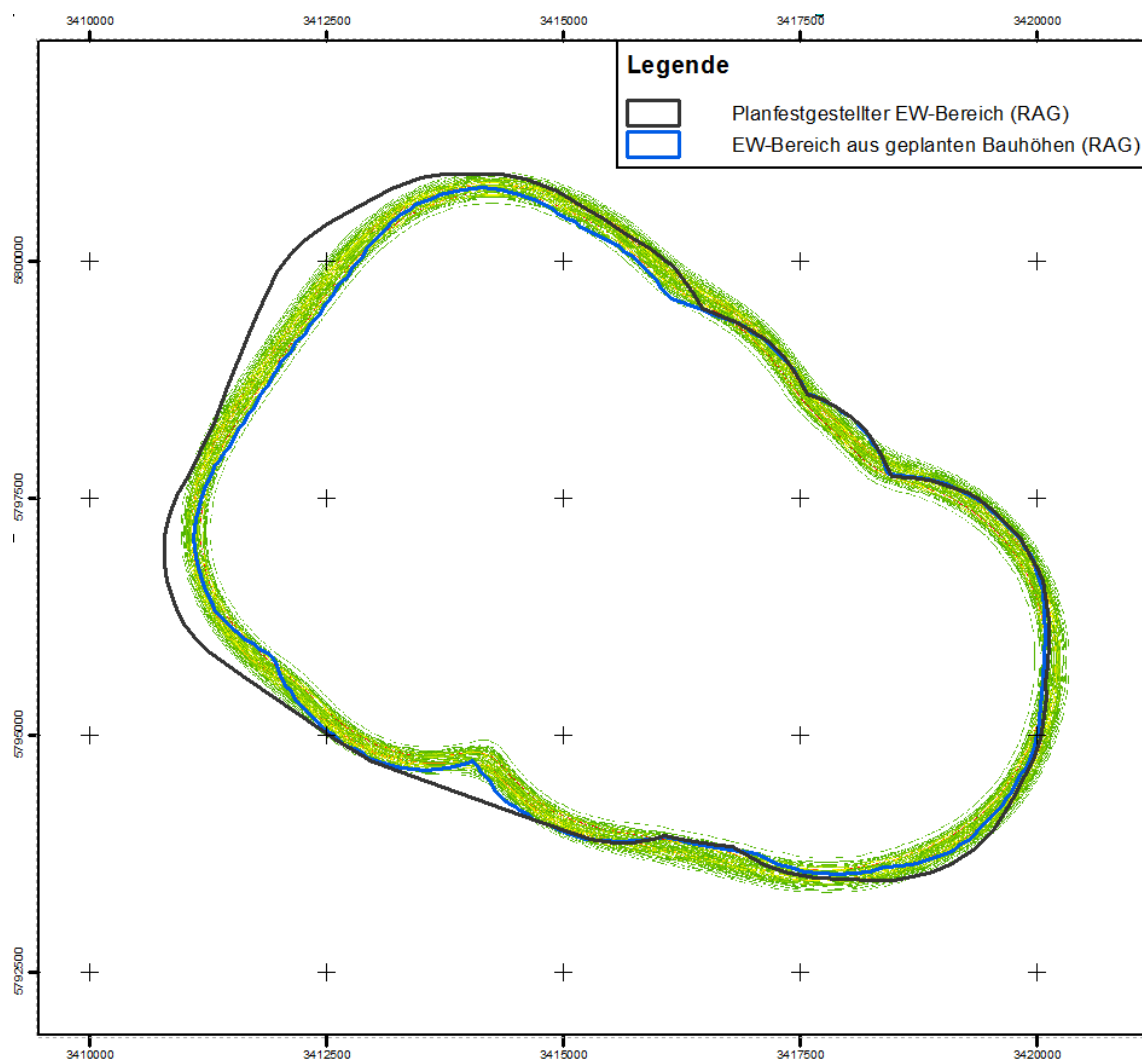 3410000 3412500 3415000 3417500 3420000
Legende
Planfestgestellter EW-Bereich (RAG)
EW-Bereich aus geplanten Bauhöhen (RAG)
5800000
5797500
5795000
5792500
3410000 3412500 3415000 3417500 3420000